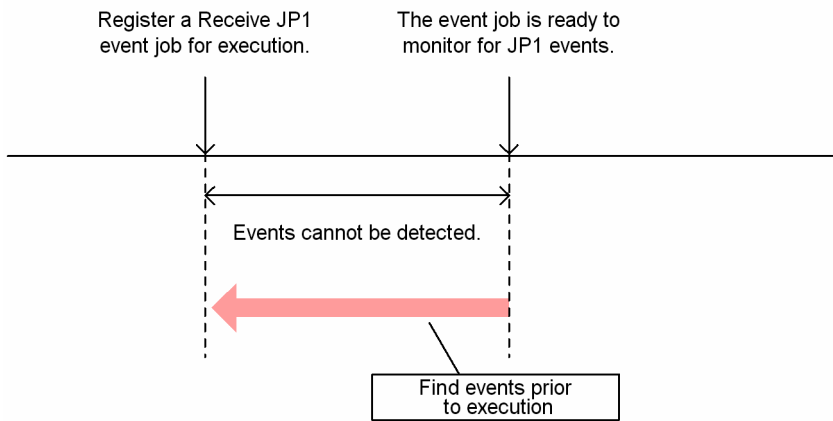 Register a Receive JP1
event job for execution.
The event job is ready to
monitor for JP1 events.
Events cannot be detected.
Find events prior
to execution